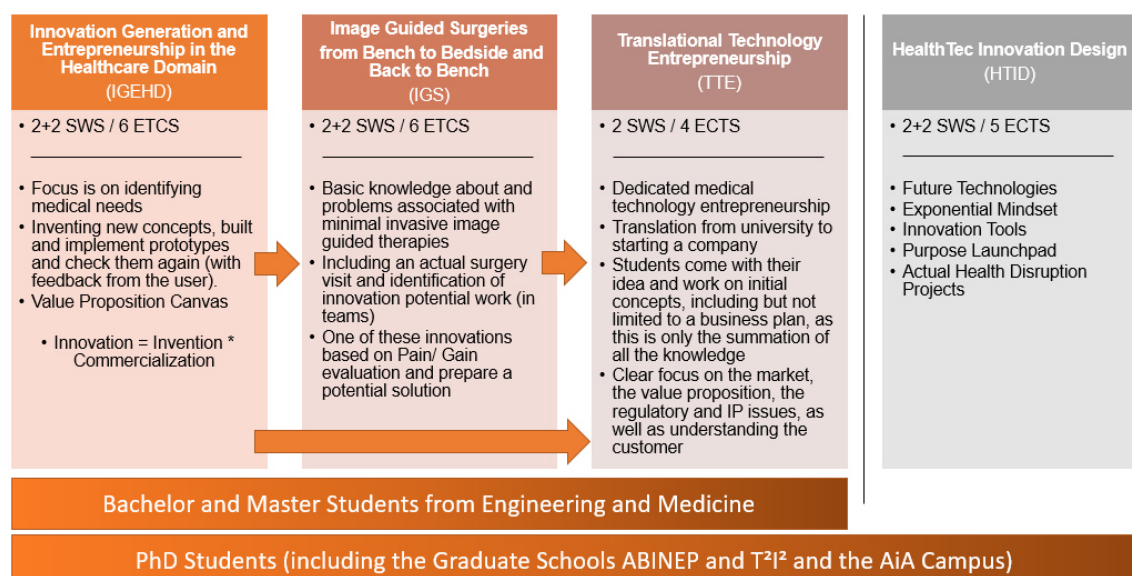 Innovation Generation and
Entrepreneurship in the
Healthcare Domain
(IGEHD)
• 2+2 SWS / 6 ETCS
• Focus is on identifying
medical needs
• Inventing new concepts, built
and implement prototypes
and check them again (with
feedback from the user).
• Value Proposition Canvas
• Innovation = Invention *
Commercialization
Image Guided Surgeries
from Bench to Bedside and
Back to Bench
(IGS)
• 2+2 SWS / 6 ETCS
• Basic knowledge about and
problems associated with
minimal invasive image
guided therapies
• Including an actual surgery
visit and identification of
innovation potential work (in
teams)
• One of these innovations
based on Pain/ Gain
evaluation and prepare a
potential solution
Translational Technology
Entrepreneurship
(TTE)
• 2 SWS / 4 ECTS
• Dedicated medical
technology entrepreneurship
• Translation from university to
starting a company
• Students come with their
idea and work on initial
concepts, including but not
limited to a business plan, as
this is only the summation of
all the knowledge
• Clear focus on the market,
the value proposition, the
regulatory and IP issues, as
well as understanding the
customer
HealthTec Innovation Design
(HTID)
• 2+2 SWS / 5 ECTS
• Future Technologies
• Exponential Mindset
• Innovation Tools
• Purpose Launchpad
• Actual Health Disruption
Projects
Bachelor and Master Students from Engineering and Medicine
PhD Students (including the Graduate Schools ABINEP and T²I² and the AiA Campus)